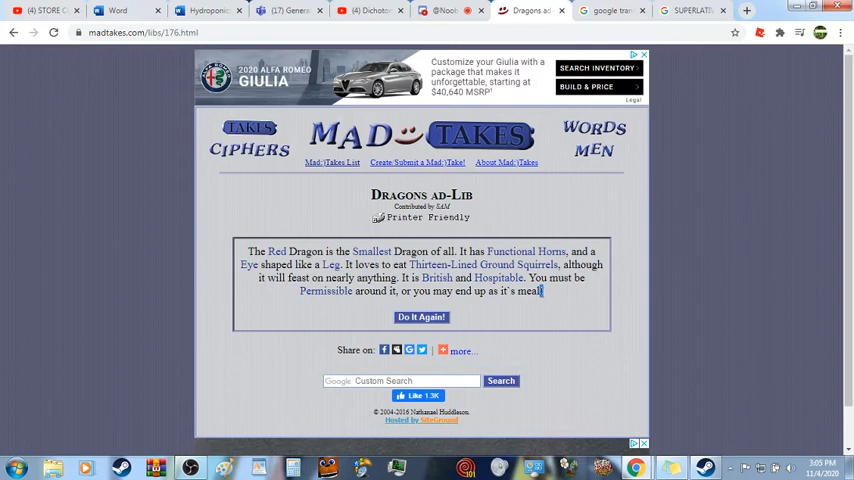 (17) STORE C
Word
Hydroponic
(17) Genera
(4) Dichoton
@Noob
Dragons ad-
google tran
SUPERLATI
madtakes.com/libs/176.html
2020 ALFA ROMEO
GIULIA
Customize your Giulia with a
package that makes it
unforgettable, starting at
$40,640 MSRP¹
SEARCH INVENTORY>
BUILD & PRICE >
Legal
TAKES
CIPHERS
MAD TAKES
WORDS
MEN
Mad:)Takes List
Create/Submit a Mad:)Take!
About Mad:)Takes
DRAGONS AD-LIB
Contributed by SAM
Printer Friendly
The Red Dragon is the Smallest Dragon of all. It has Functional Horns, and a
Eye shaped like a Leg. It loves to eat Thirteen-Lined Ground Squirrels, although
it will feast on nearly anything. It is British and Hospitable. You must be
Permissible around it, or you may end up as it`s meal!
Do It Again!
Share on:
| more...
Google Custom Search
Search
Like 1.3K
© 2004-2016 Nathanael Huddleson.
Hosted by SiteGround
101
3:05 PM
11/4/2020